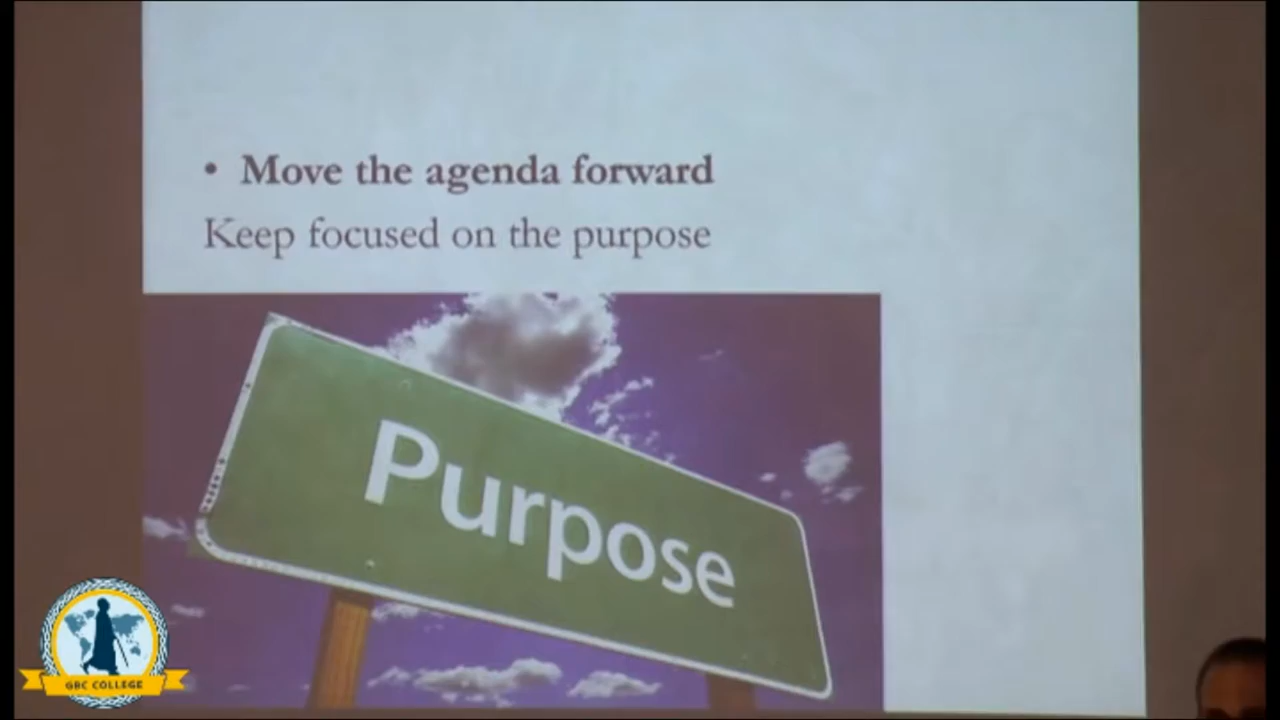 • Move the agenda forward
Keep focused on the purpose
Purpose
GRC COLLEGE